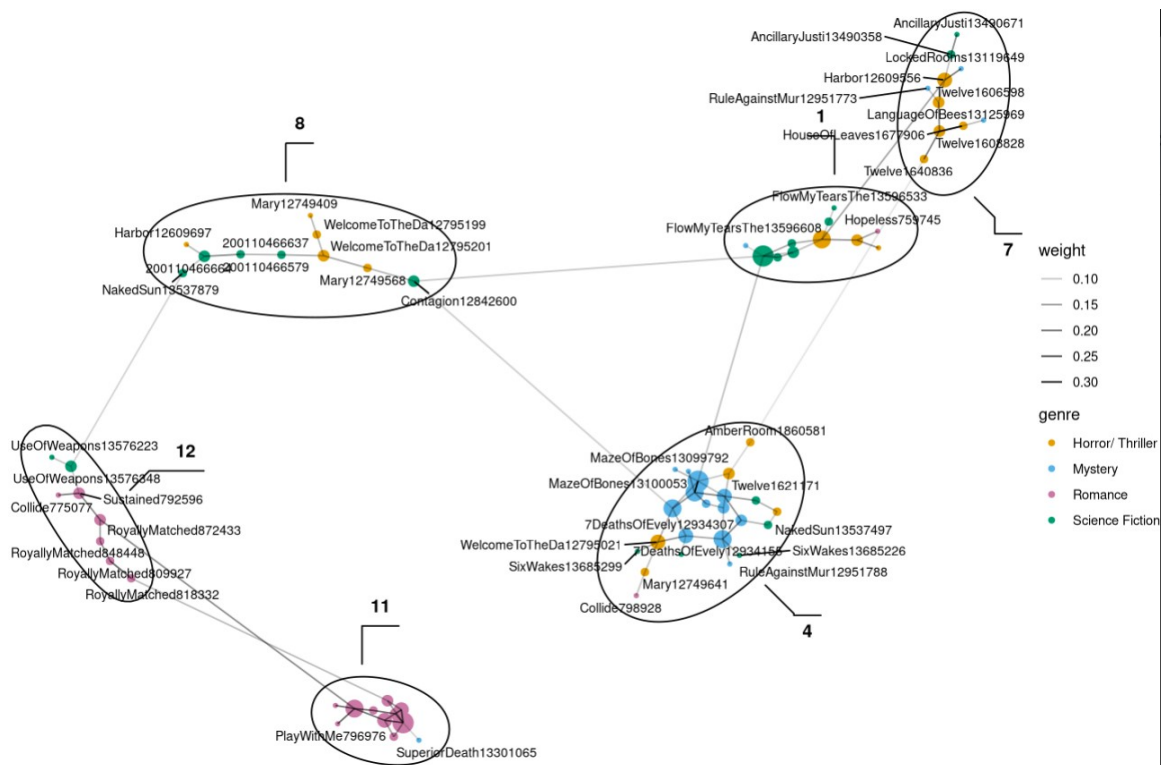 AncillaryJusti13490671
AncillaryJusti13490358
LockedRooms13119649
Harbor12609556
Twelve1606598
RuleAgainstMur12951773
LanguageOfBees13125969
HouseOfLeaves1677906
Twelve1608828
Twelve1640836
7
8
1
Mary12749409
WelcomeToTheDa12795199
Harbor12609697
200110466637
WelcomeToTheDa12795201
200110466664
200110466579
NakedSun13537879
Mary12749568
Contagion12842600
FlowMyTearsThe13596533
FlowMyTearsThe13596608
Hopeless759745
weight
0.10
0.15
0.20
0.25
0.30
genre
Horror/ Thriller
Mystery
Romance
Science Fiction
UseOfWeapons13576223
12
UseOfWeapons13576348
Sustained792596
Collide775077
RoyallyMatched872433
RoyallyMatched848448
RoyallyMatched809927
RoyallyMatched818332
AmberRoom1860581
MazeOfBones13099792
MazeOfBones13100053
Twelve1621171
7DeathsOfEvely12934307
NakedSun13537497
WelcomeToTheDa12795021
7DeathsOfEvely12934155
SixWakes13685226
SixWakes13685299
RuleAgainstMur12951788
Mary12749641
Collide798928
4
11
PlayWithMe796976
SuperiorDeath13301065